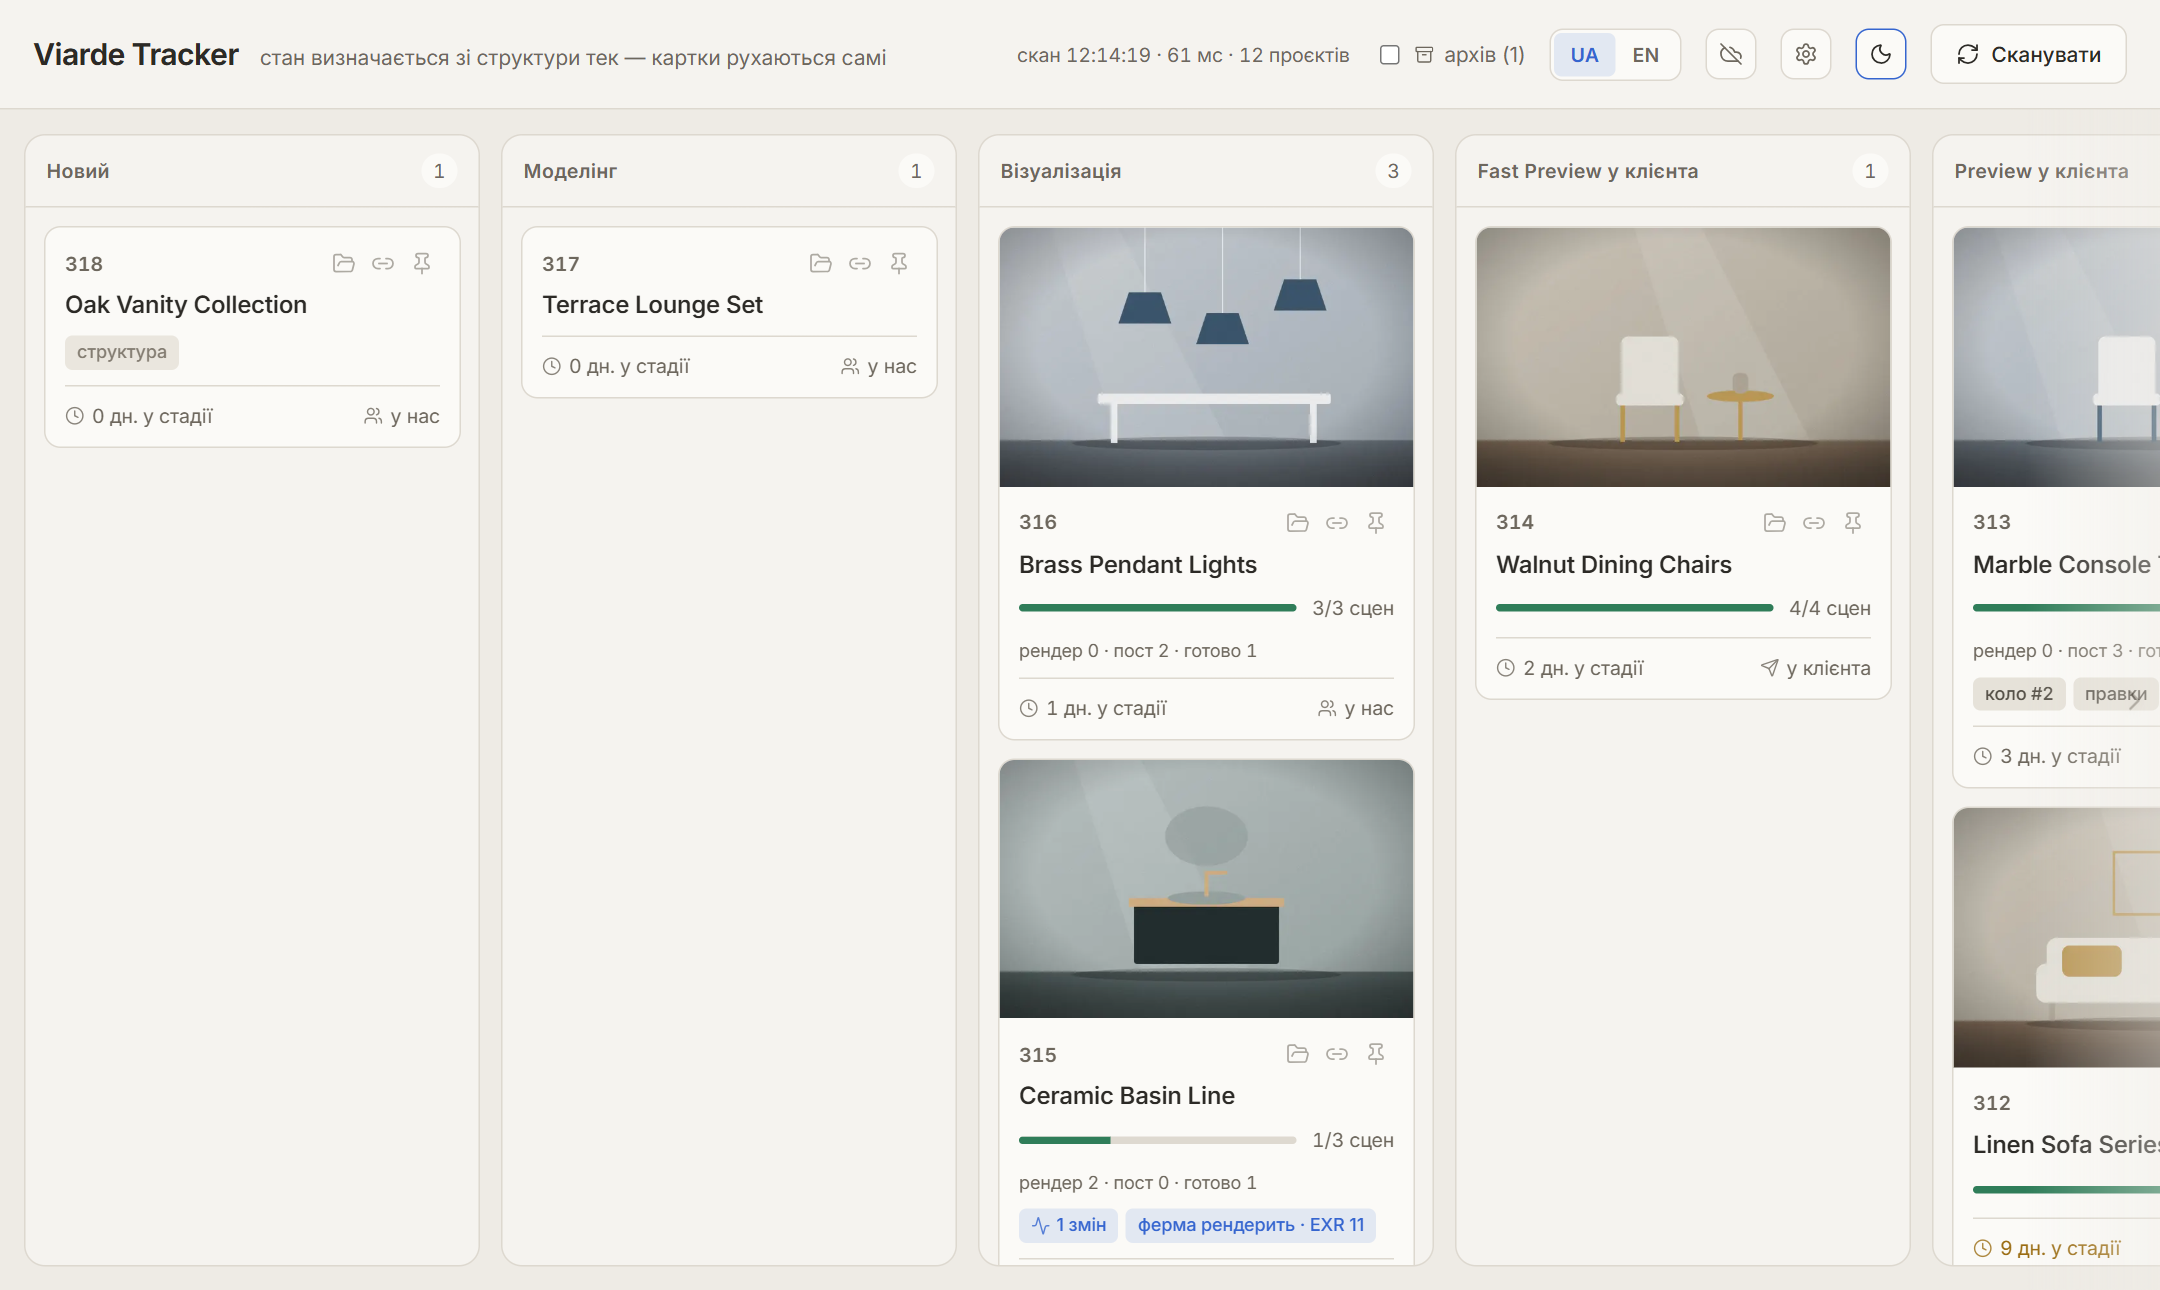 Viarde Tracker
стан визначається зі структури тек — картки рухаються самі
скан 12:14:19 · 61 мс · 12 проєктів
архів (1)
UA
EN
Сканувати
Новий
1
318
Oak Vanity Collection
структура
0 дн. у стадії
у нас
Моделінг
1
317
Terrace Lounge Set
0 дн. у стадії
у нас
Візуалізація
3
316
Brass Pendant Lights
3/3 сцен
рендер 0 · пост 2 · готово 1
1 дн. у стадії
у нас
315
Ceramic Basin Line
1/3 сцен
рендер 2 · пост 0 · готово 1
1 змін
ферма рендерить · EXR 11
Fast Preview у клієнта
1
314
Walnut Dining Chairs
4/4 сцен
2 дн. у стадії
у клієнта
Preview у клієнта
313
Marble Console
рендер 0 · пост 3 ·
коло #2
правки
3 дн. у стадії
312
Linen Sofa Series
9 дн. у стадії